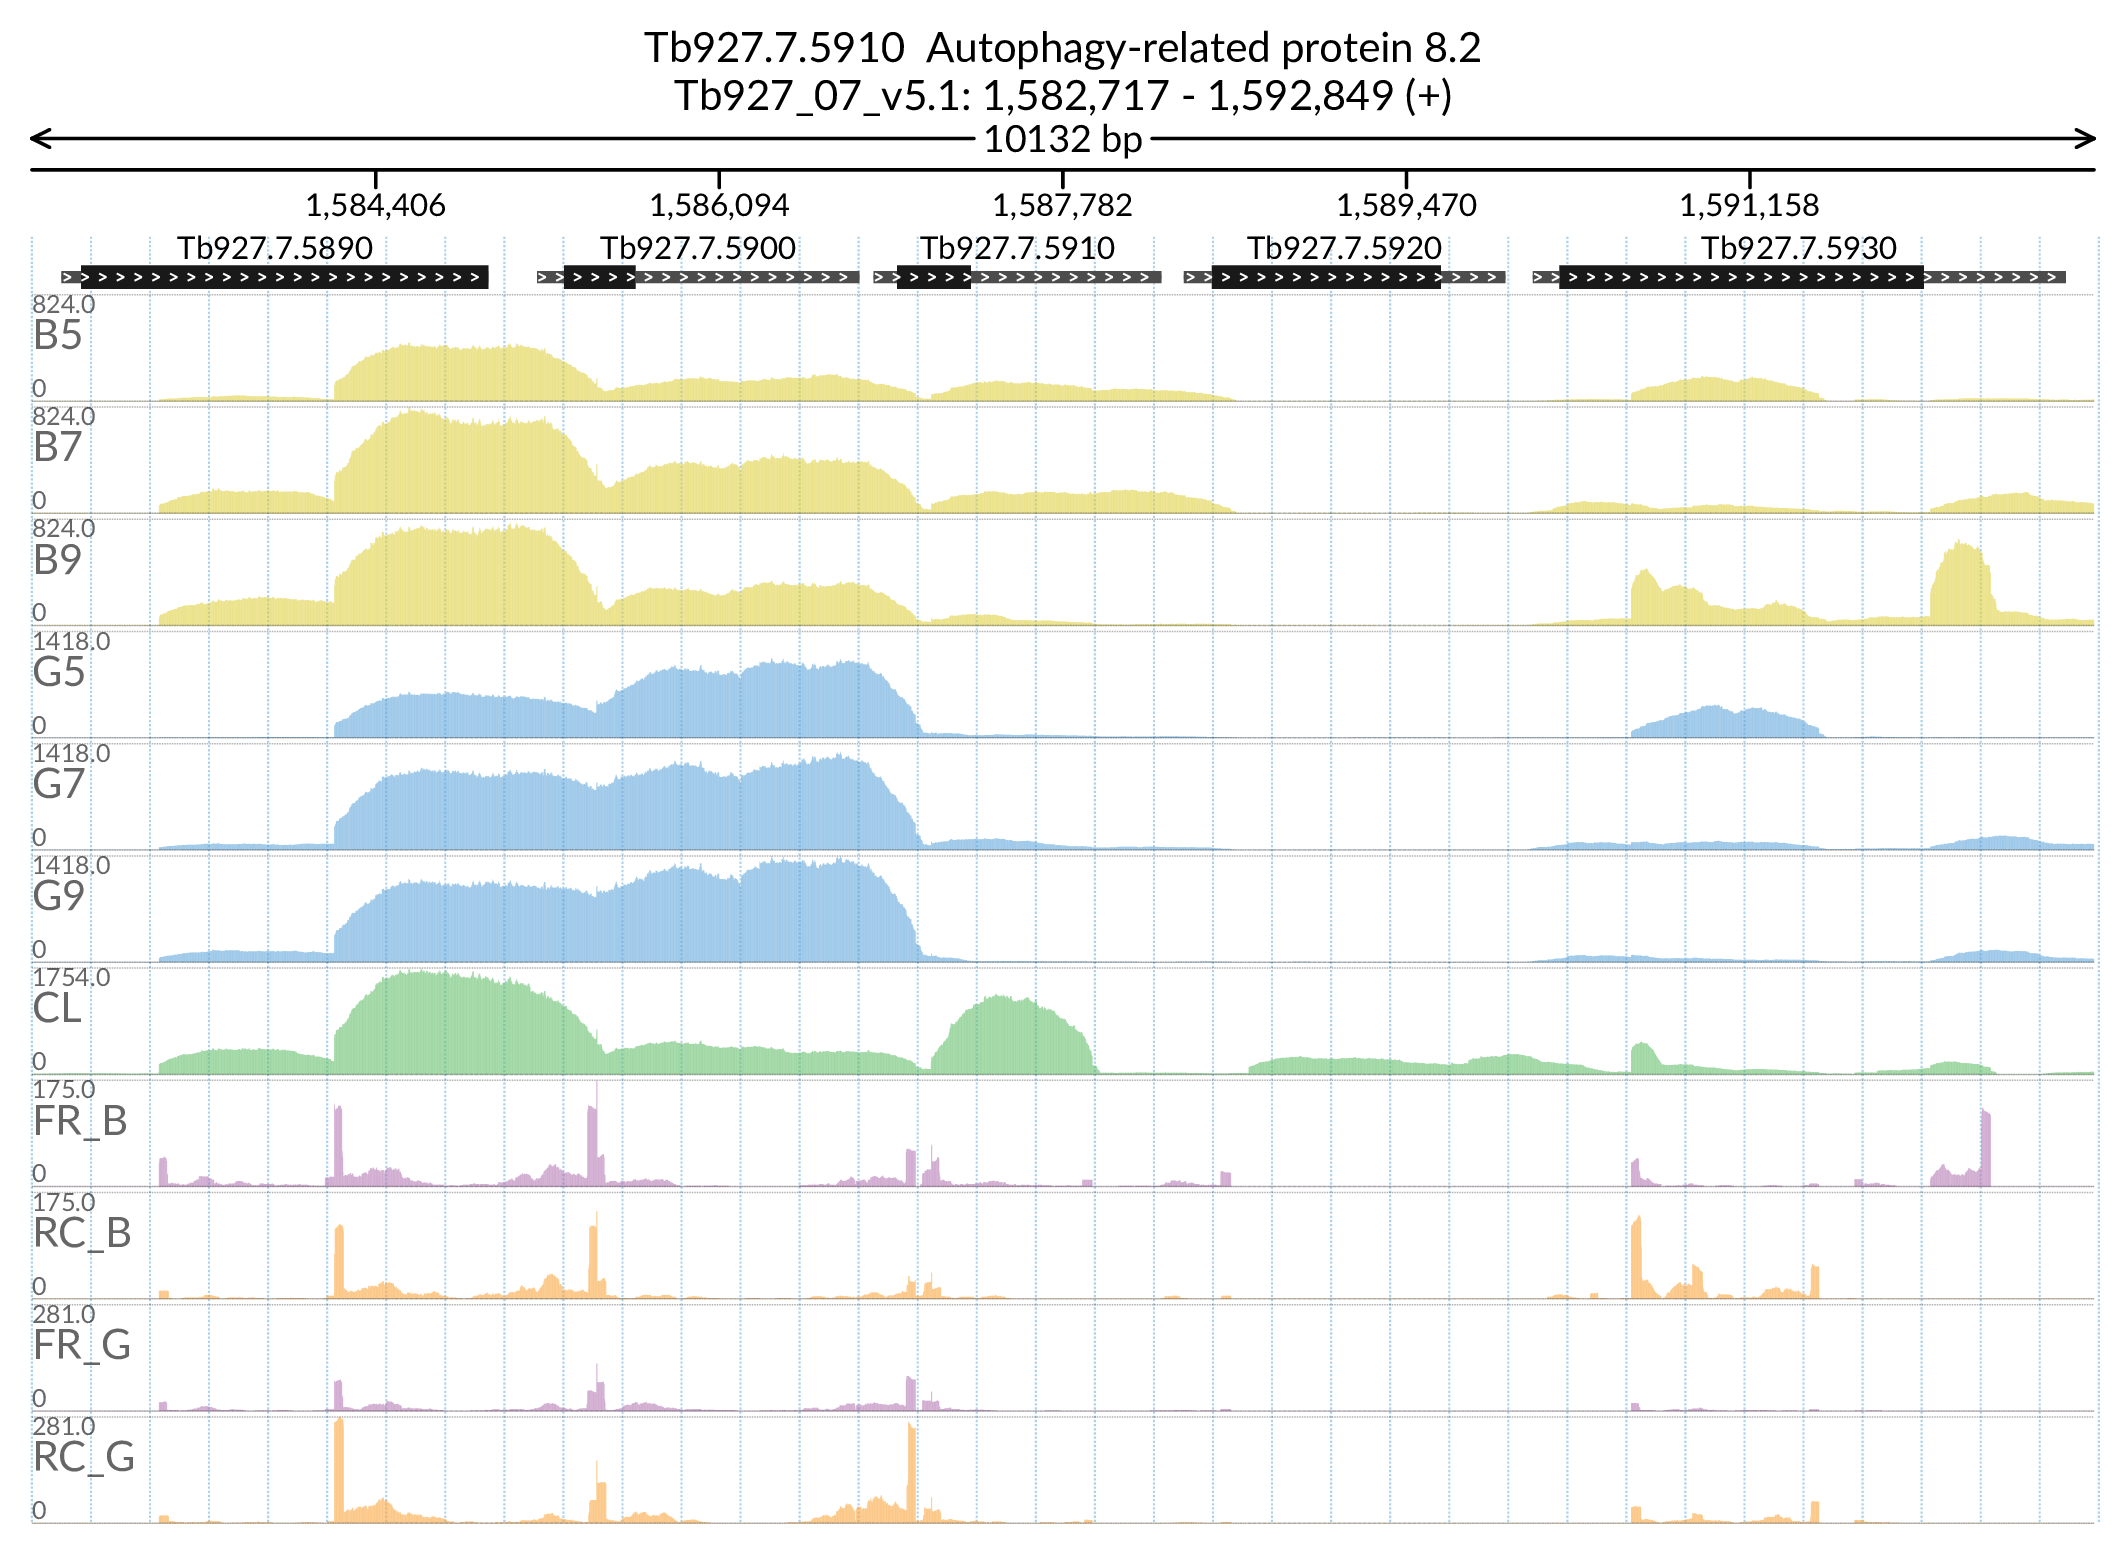 Tb927.7.5910 Autophagy-related protein 8.2
Tb927_07_v5.1: 1,582,717 - 1,592,849 (+)
10132 bp
1,584,406 1,586,094 1,587,782 1,589,470 1,591,158
Tb927.7.5890 Tb927.7.5900 Tb927.7.5910 Tb927.7.5920 Tb927.7.5930
824.0
B5
0
824.0
B7
0
824.0
B9
0
1418.0
G5
0
1418.0
G7
0
1418.0
G9
0
1754.0
CL
0
175.0
FR_B
0
175.0
RC_B
0
281.0
FR_G
0
281.0
RC_G
0